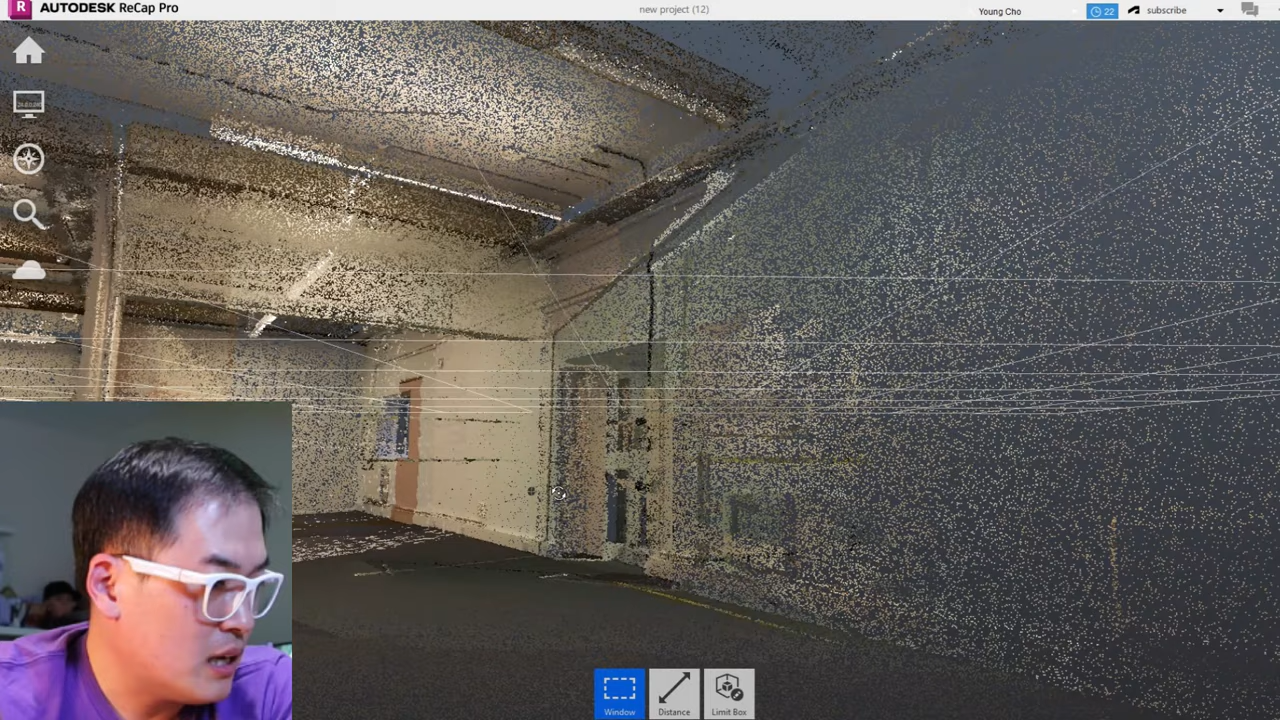 R AUTODESK ReCap Pro
new project (12)
Young Cho
22
subscribe
Window
Distance
Limit Box